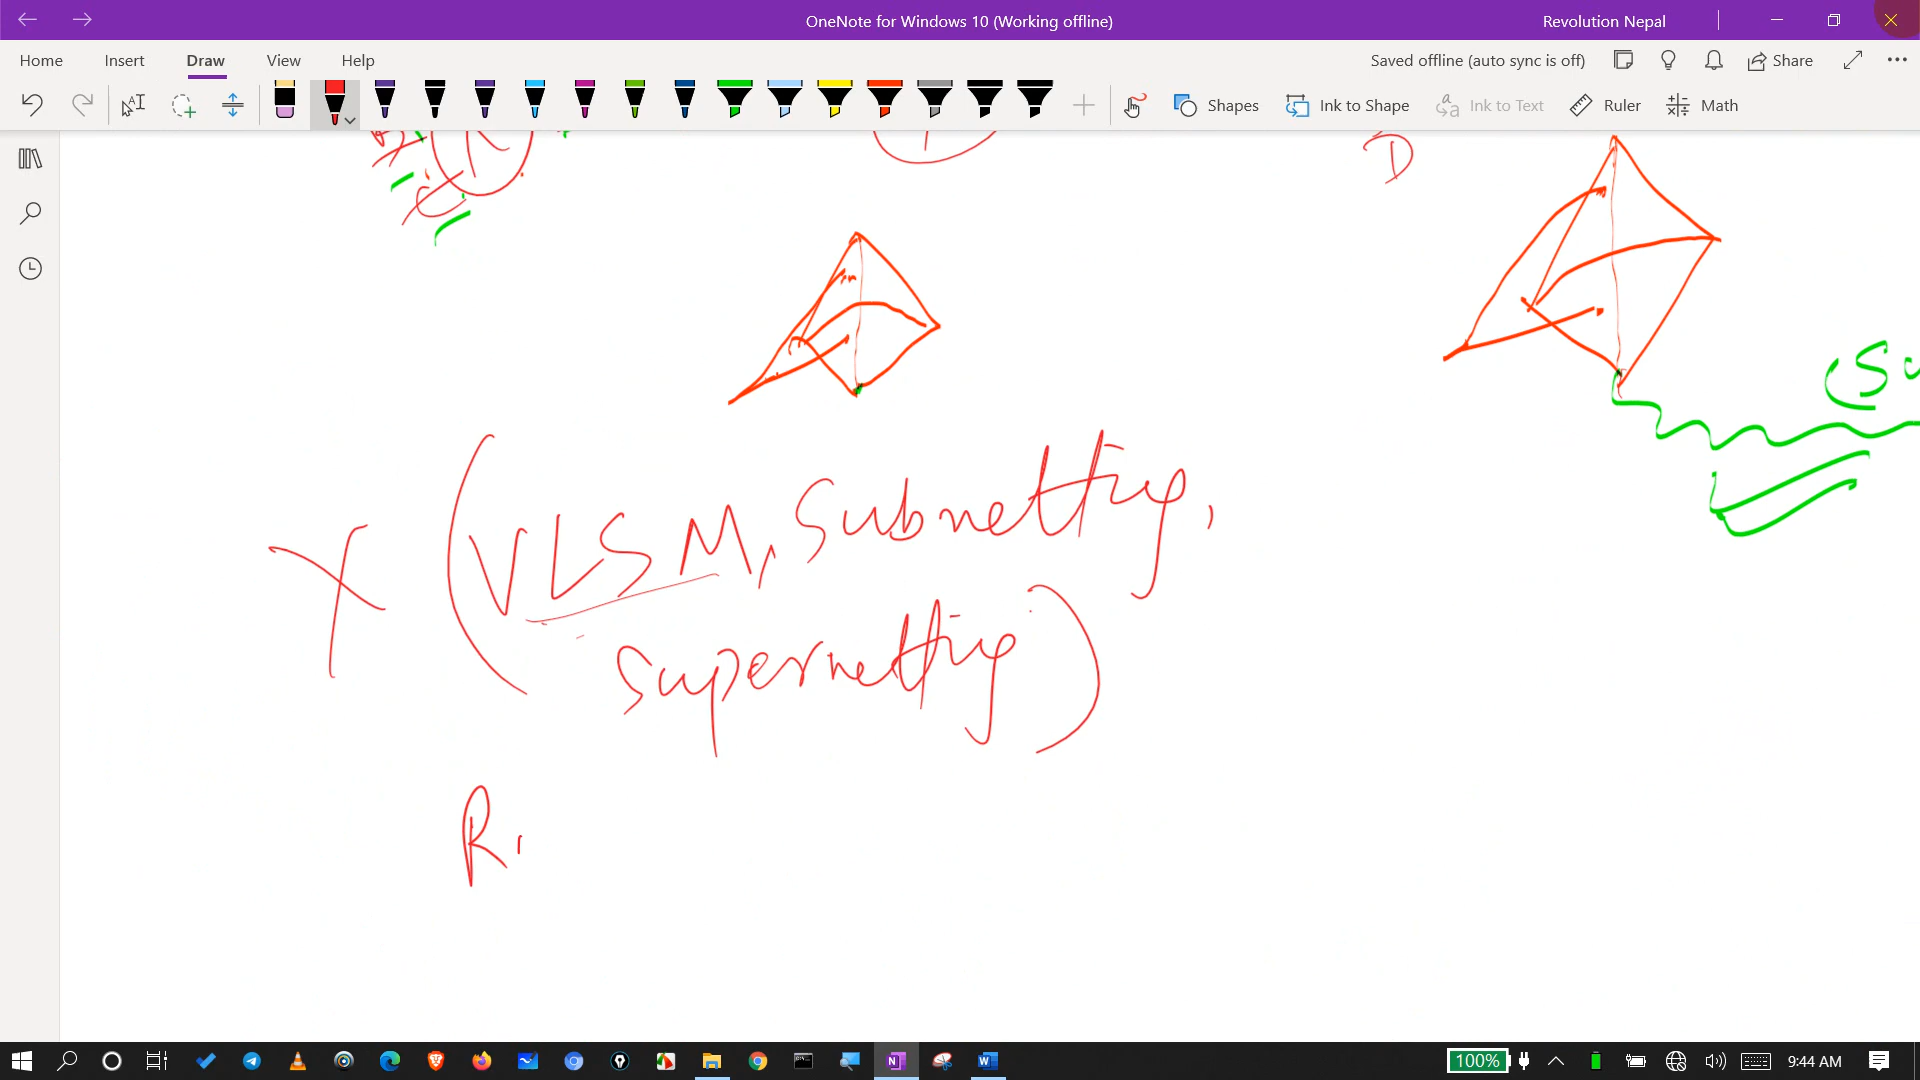 OneNote for Windows 10 (Working offline)
Revolution Nepal
Home Insert Draw View Help
Saved offline (auto sync is off)
Share
Shapes
Ink to Shape
Ink to Text
Ruler
Math
R
D
C
(Su
X (VLSM, Subnetting,
Supernetting)
R,
100%
9:44 AM